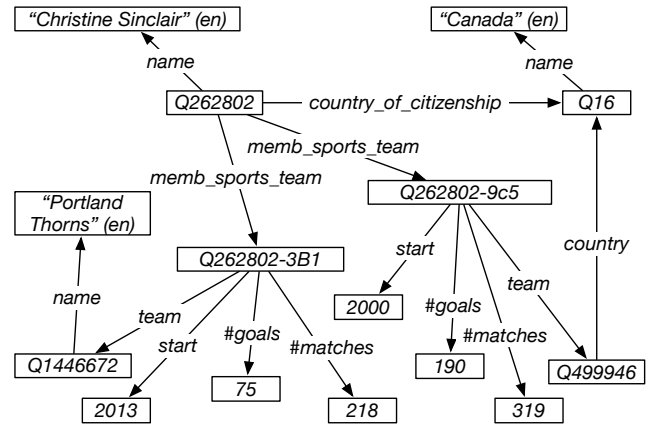 “Christine Sinclair” (en)
“Canada” (en)
name
name
Q262802
country_of_citizenship
Q16
memb_sports_team
memb_sports_team
Q262802-9c5
“Portland
Thorns” (en)
start
country
Q262802-3B1
team
name
2000
#goals
team
#goals
#matches
start
#matches
Q1446672
190
Q499946
75
2013
218
319